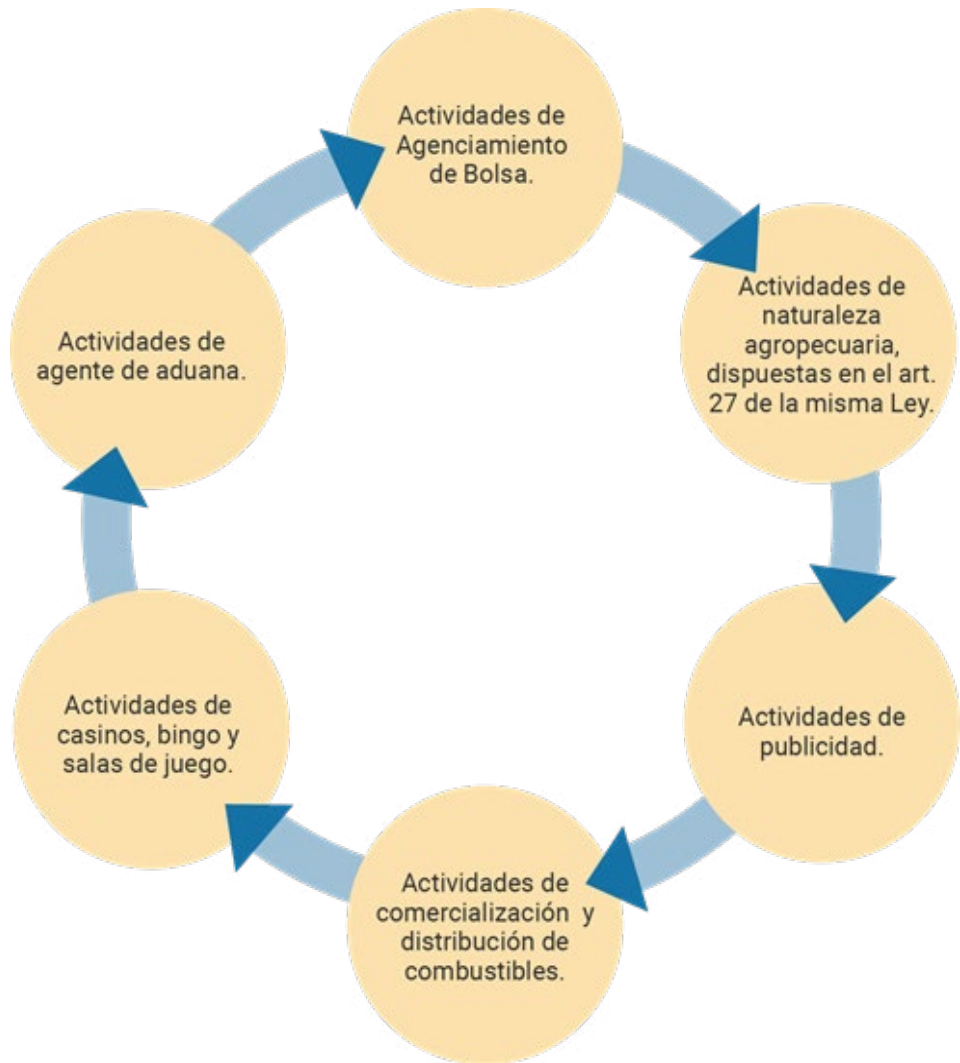 Actividades de
Agenciamiento
de Bolsa.
Actividades de
naturaleza
agropecuaria,
dispuestas en el art.
27 de la misma Ley.
Actividades de
publicidad.
Actividades de
comercialización y
distribución de
combustibles.
Actividades de
casinos, bingo y
salas de juego.
Actividades de
agente de aduana.